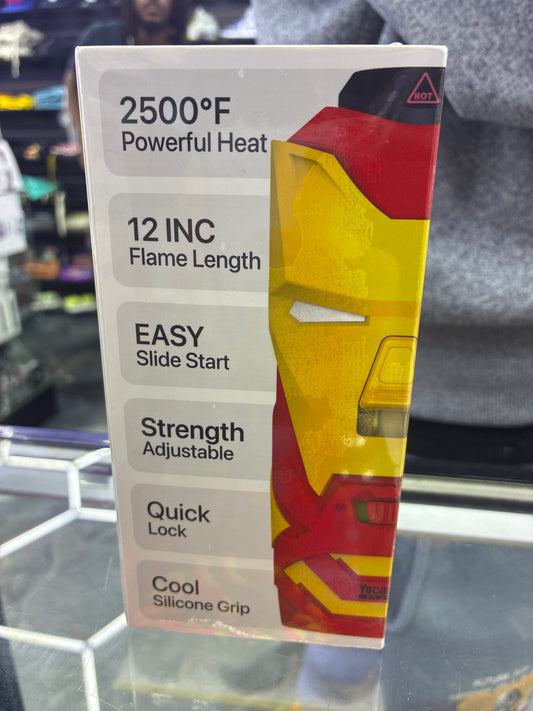 HOT
2500°F
Powerful Heat
12 INC
Flame Length
EASY
Slide Start
Strength
Adjustable
Quick
Lock
Cool
Silicone Grip